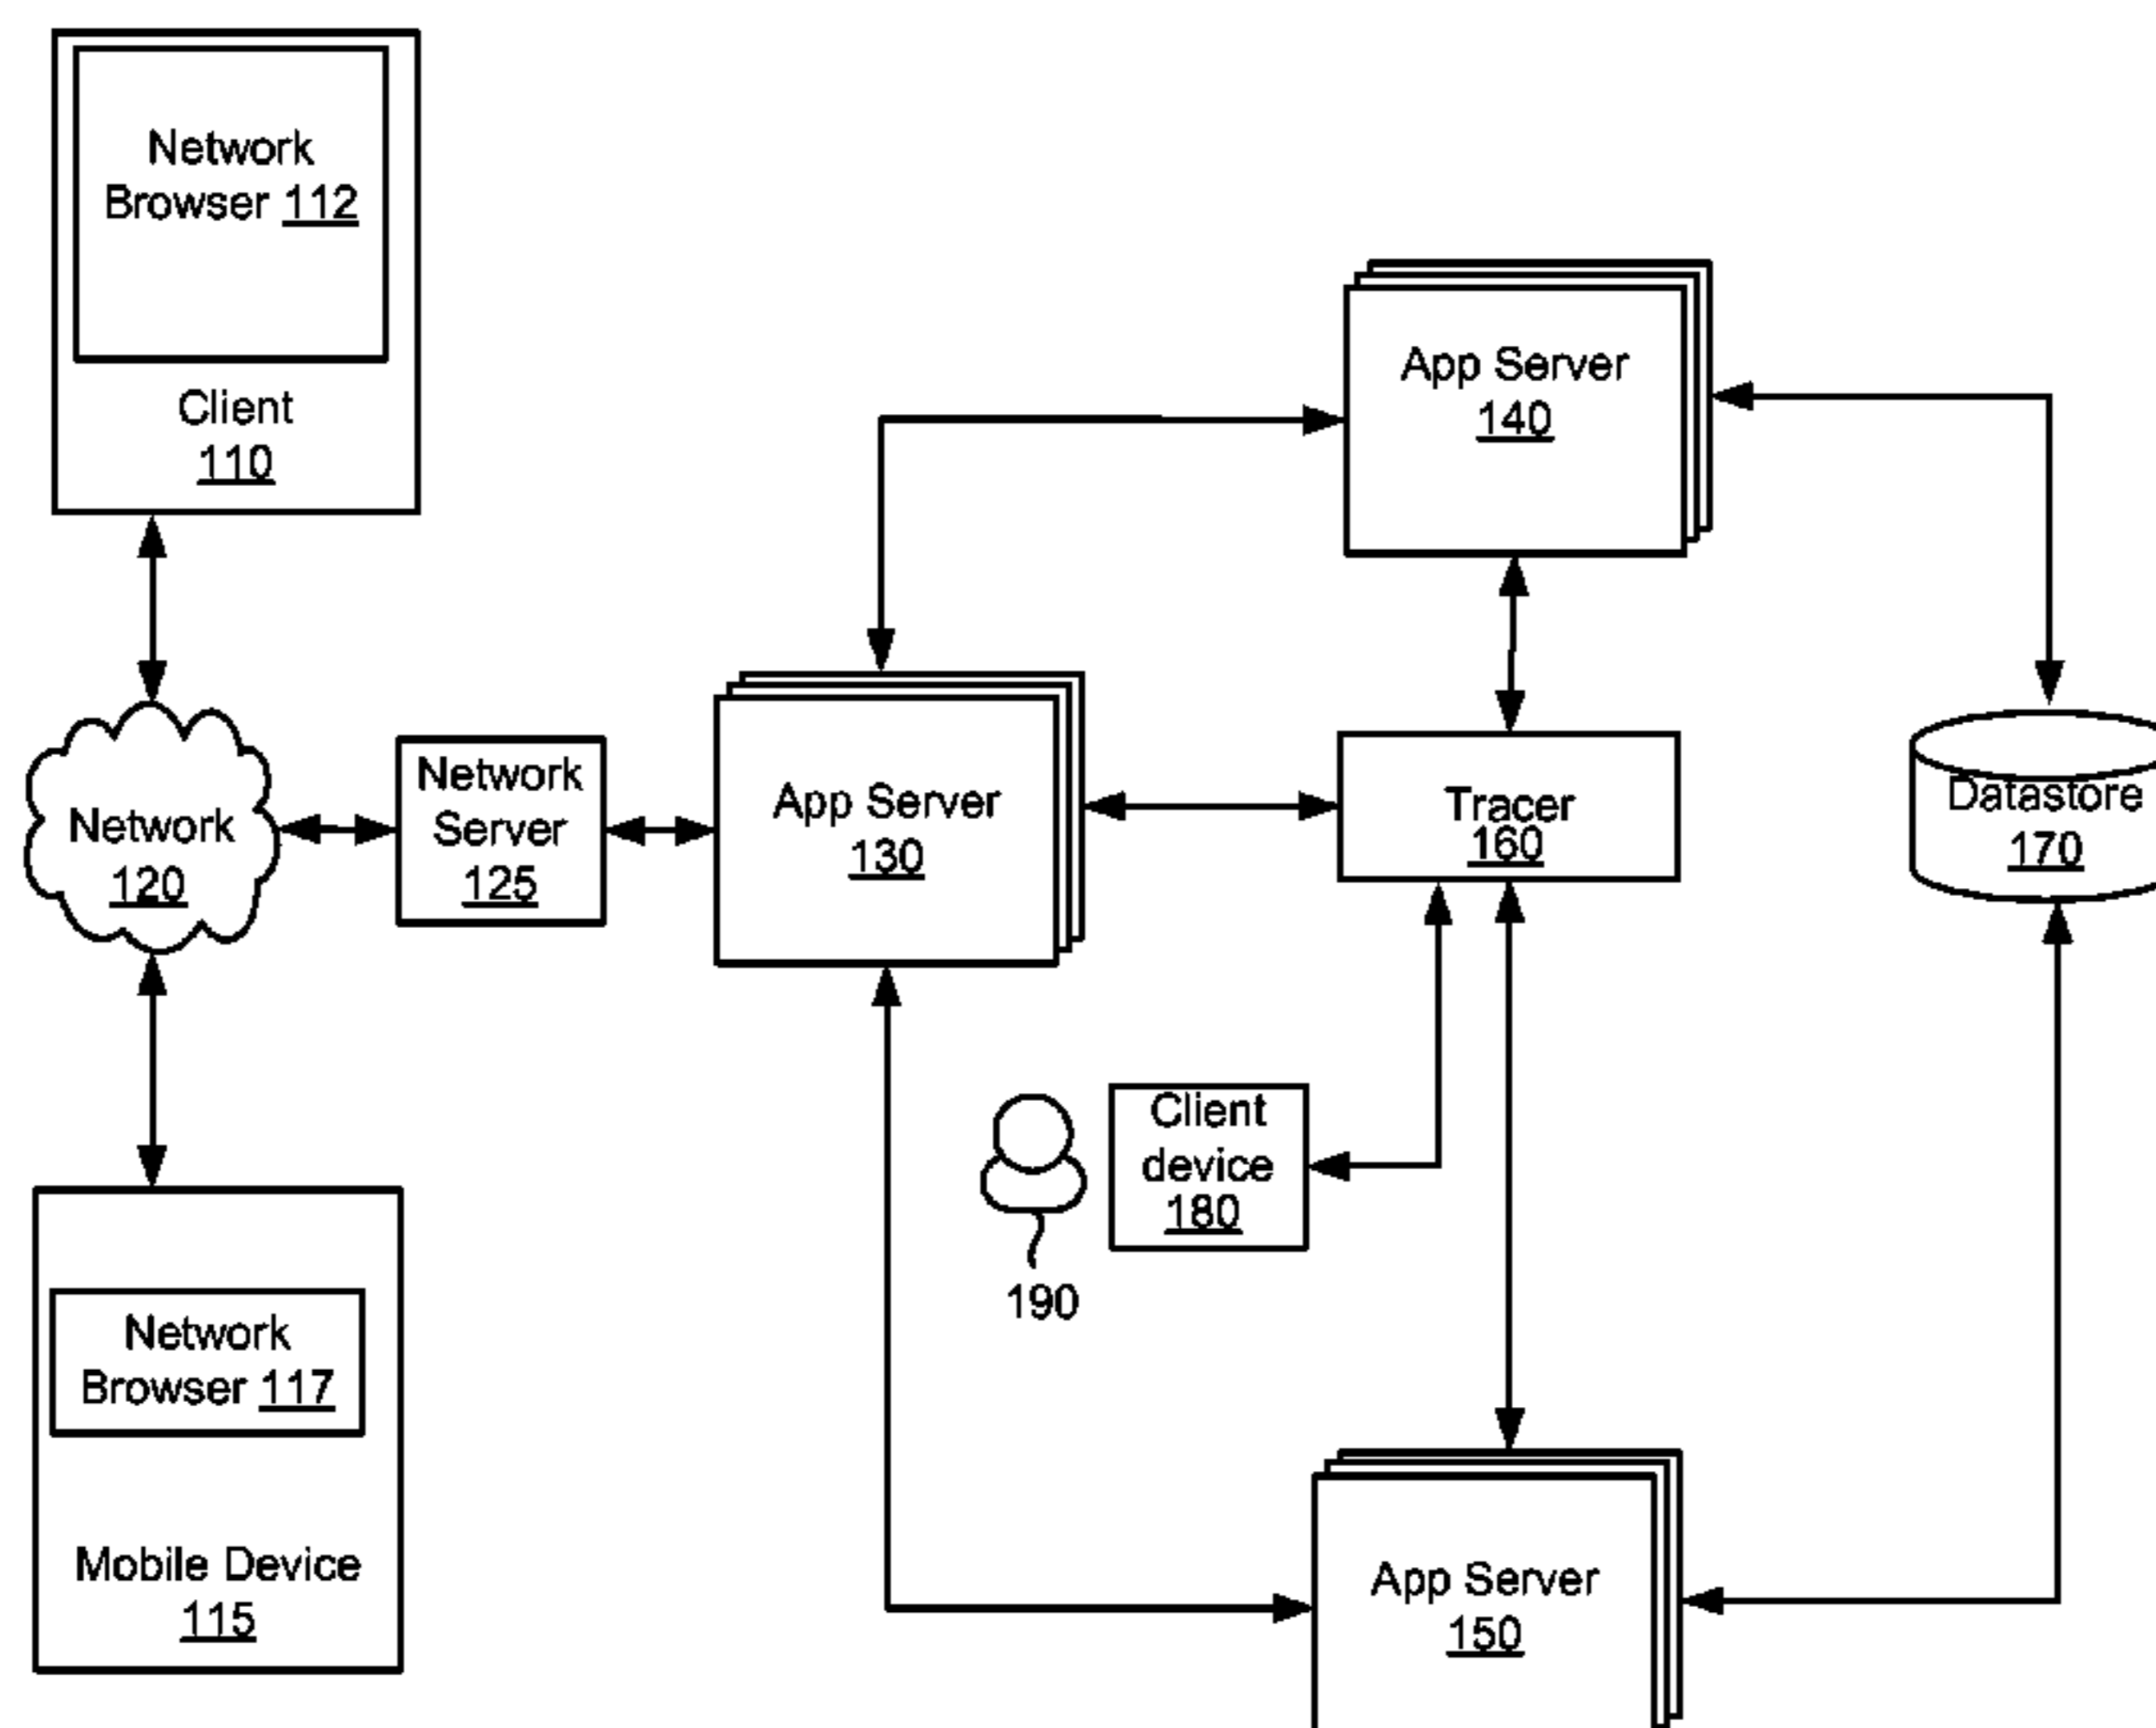 Network
Browser 112
Client
110
App Server
140
Network
120
Network
Server
125
App Server
130
Tracer
160
Datastore
170
Client
device
180
190
Network
Browser 117
Mobile Device
115
App Server
150